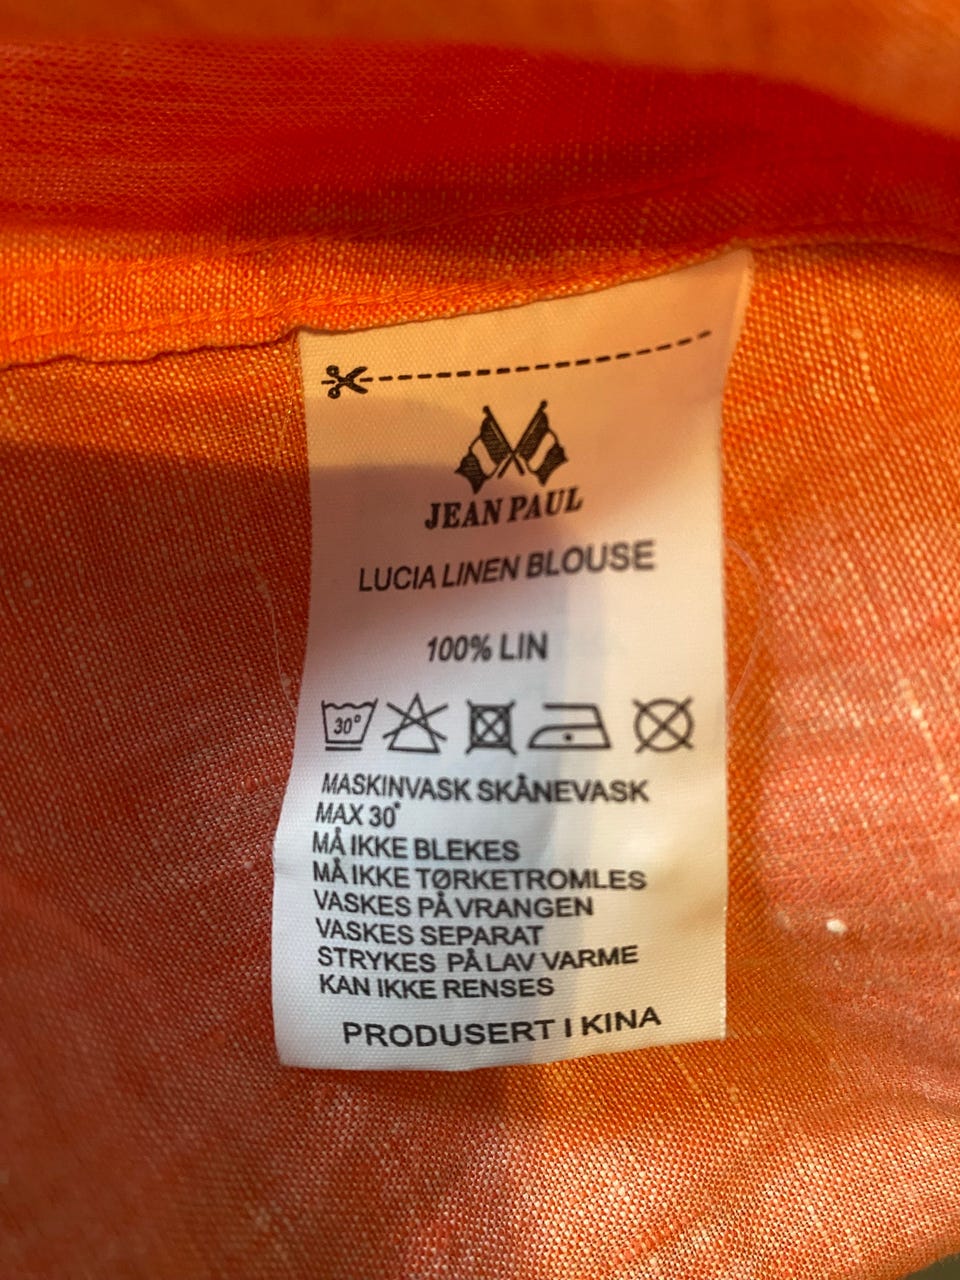 JEAN PAUL
LUCIA LINEN BLOUSE
100% LIN
30°
MASKINVASK SKÅNEVASK
MAX 30°
MÅ IKKE BLEKES
MÅ IKKE TØRKETROMLES
VASKES PÅ VRANGEN
VASKES SEPARAT
STRYKES PÅ LAV VARME
KAN IKKE RENSES
PRODUSERT I KINA